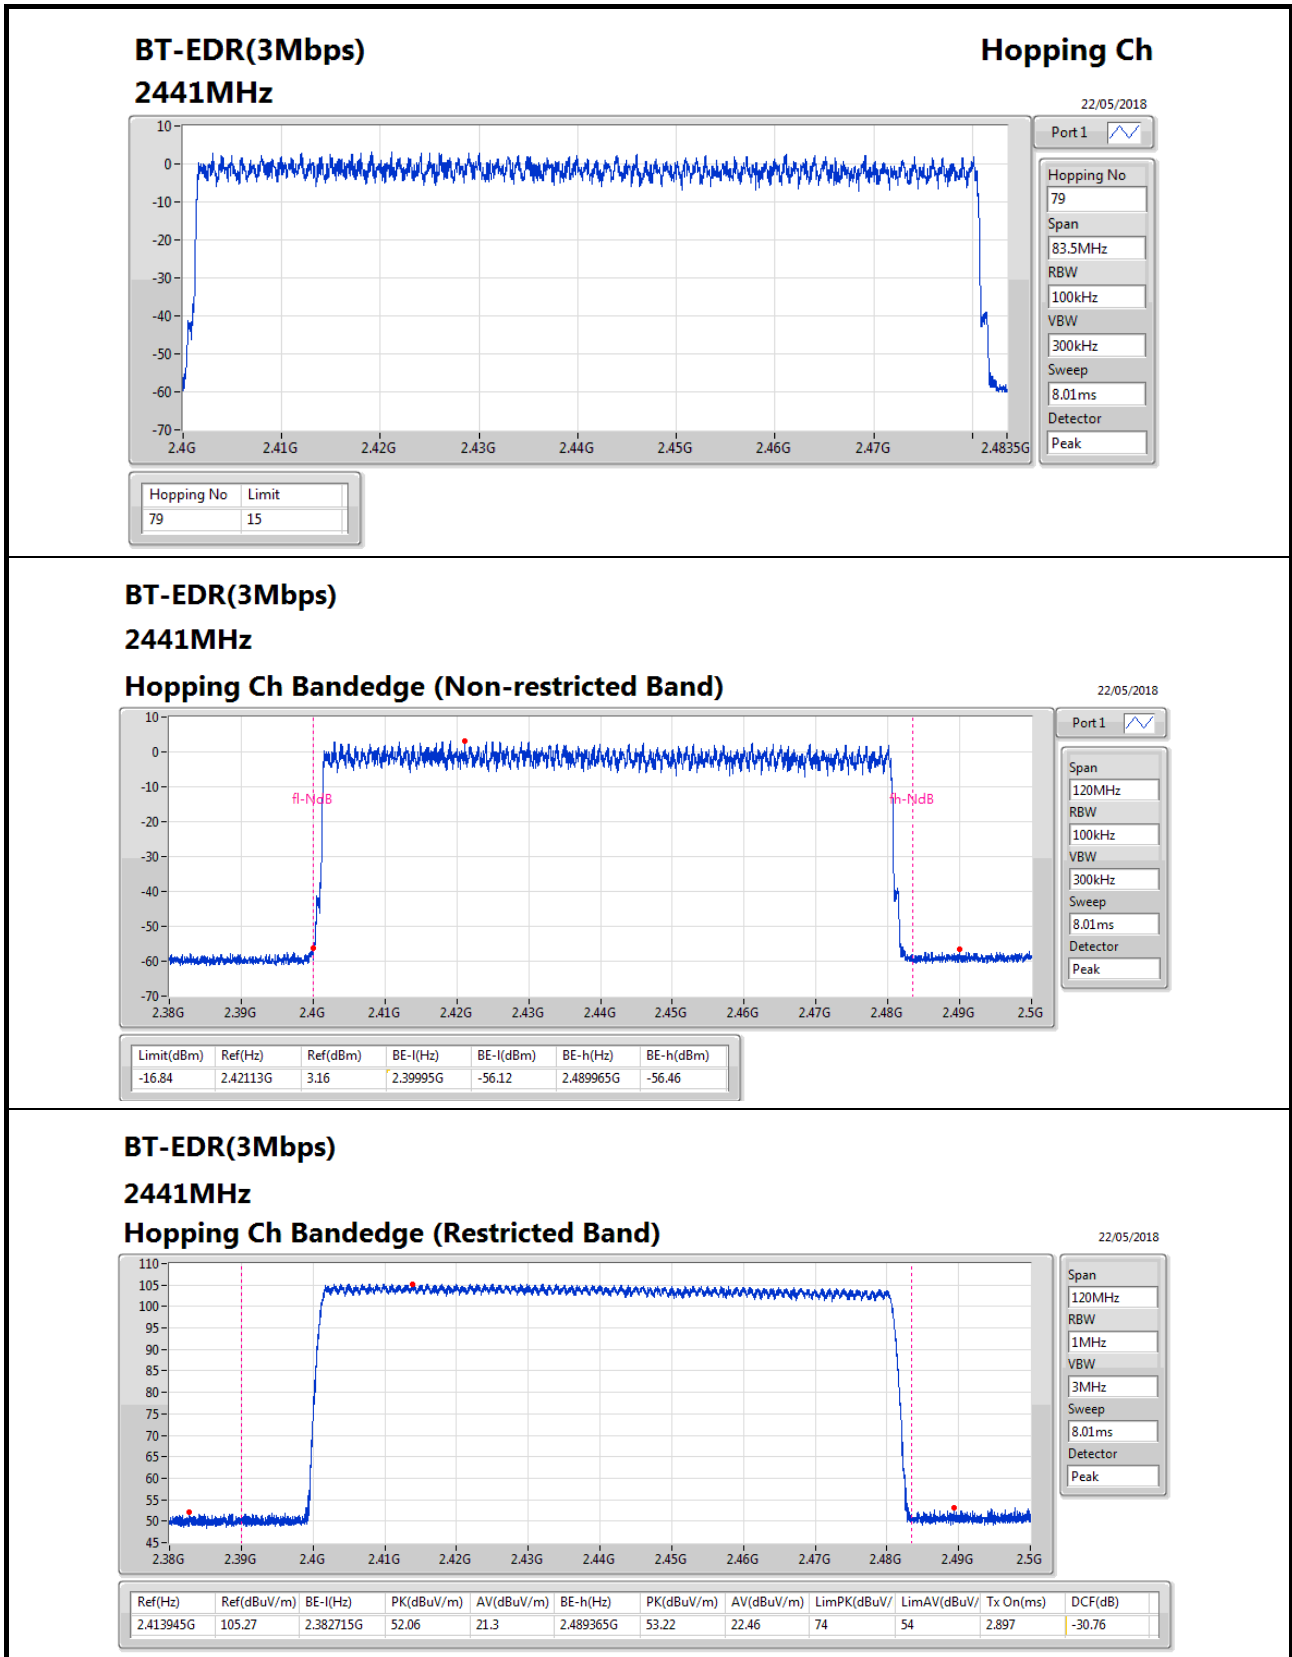 BT-EDR(3Mbps)
Hopping Ch
2441MHz
22/05/2018
10
0
-10
-20
-30
-40
-50
-60
-70
2.4G 2.41G 2.42G 2.43G 2.44G 2.45G 2.46G 2.47G 2.4835G
Port 1
Hopping No
79
Span
83.5MHz
RBW
100kHz
VBW
300kHz
Sweep
8.01ms
Detector
Peak
Hopping No Limit
79 15
BT-EDR(3Mbps)
2441MHz
Hopping Ch Bandedge (Non-restricted Band)
22/05/2018
10
0
-10
-20
-30
-40
-50
-60
-70
fl-NdB
fh-NdB
2.38G 2.39G 2.4G 2.41G 2.42G 2.43G 2.44G 2.45G 2.46G 2.47G 2.48G 2.49G 2.5G
Port 1
Span
120MHz
RBW
100kHz
VBW
300kHz
Sweep
8.01ms
Detector
Peak
Limit(dBm) Ref(Hz) Ref(dBm) BE-l(Hz) BE-l(dBm) BE-h(Hz) BE-h(dBm)
-16.84 2.42113G 3.16 2.39995G -56.12 2.489965G -56.46
BT-EDR(3Mbps)
2441MHz
Hopping Ch Bandedge (Restricted Band)
22/05/2018
110
105
100
95
90
85
80
75
70
65
60
55
50
45
2.38G 2.39G 2.4G 2.41G 2.42G 2.43G 2.44G 2.45G 2.46G 2.47G 2.48G 2.49G 2.5G
Span
120MHz
RBW
1MHz
VBW
3MHz
Sweep
8.01ms
Detector
Peak
Ref(Hz) Ref(dBuV/m) BE-l(Hz) PK(dBuV/m) AV(dBuV/m) BE-h(Hz) PK(dBuV/m) AV(dBuV/m) LimPK(dBuV/ LimAV(dBuV/ Tx On(ms) DCF(dB)
2.413945G 105.27 2.382715G 52.06 21.3 2.489365G 53.22 22.46 74 54 2.897 -30.76